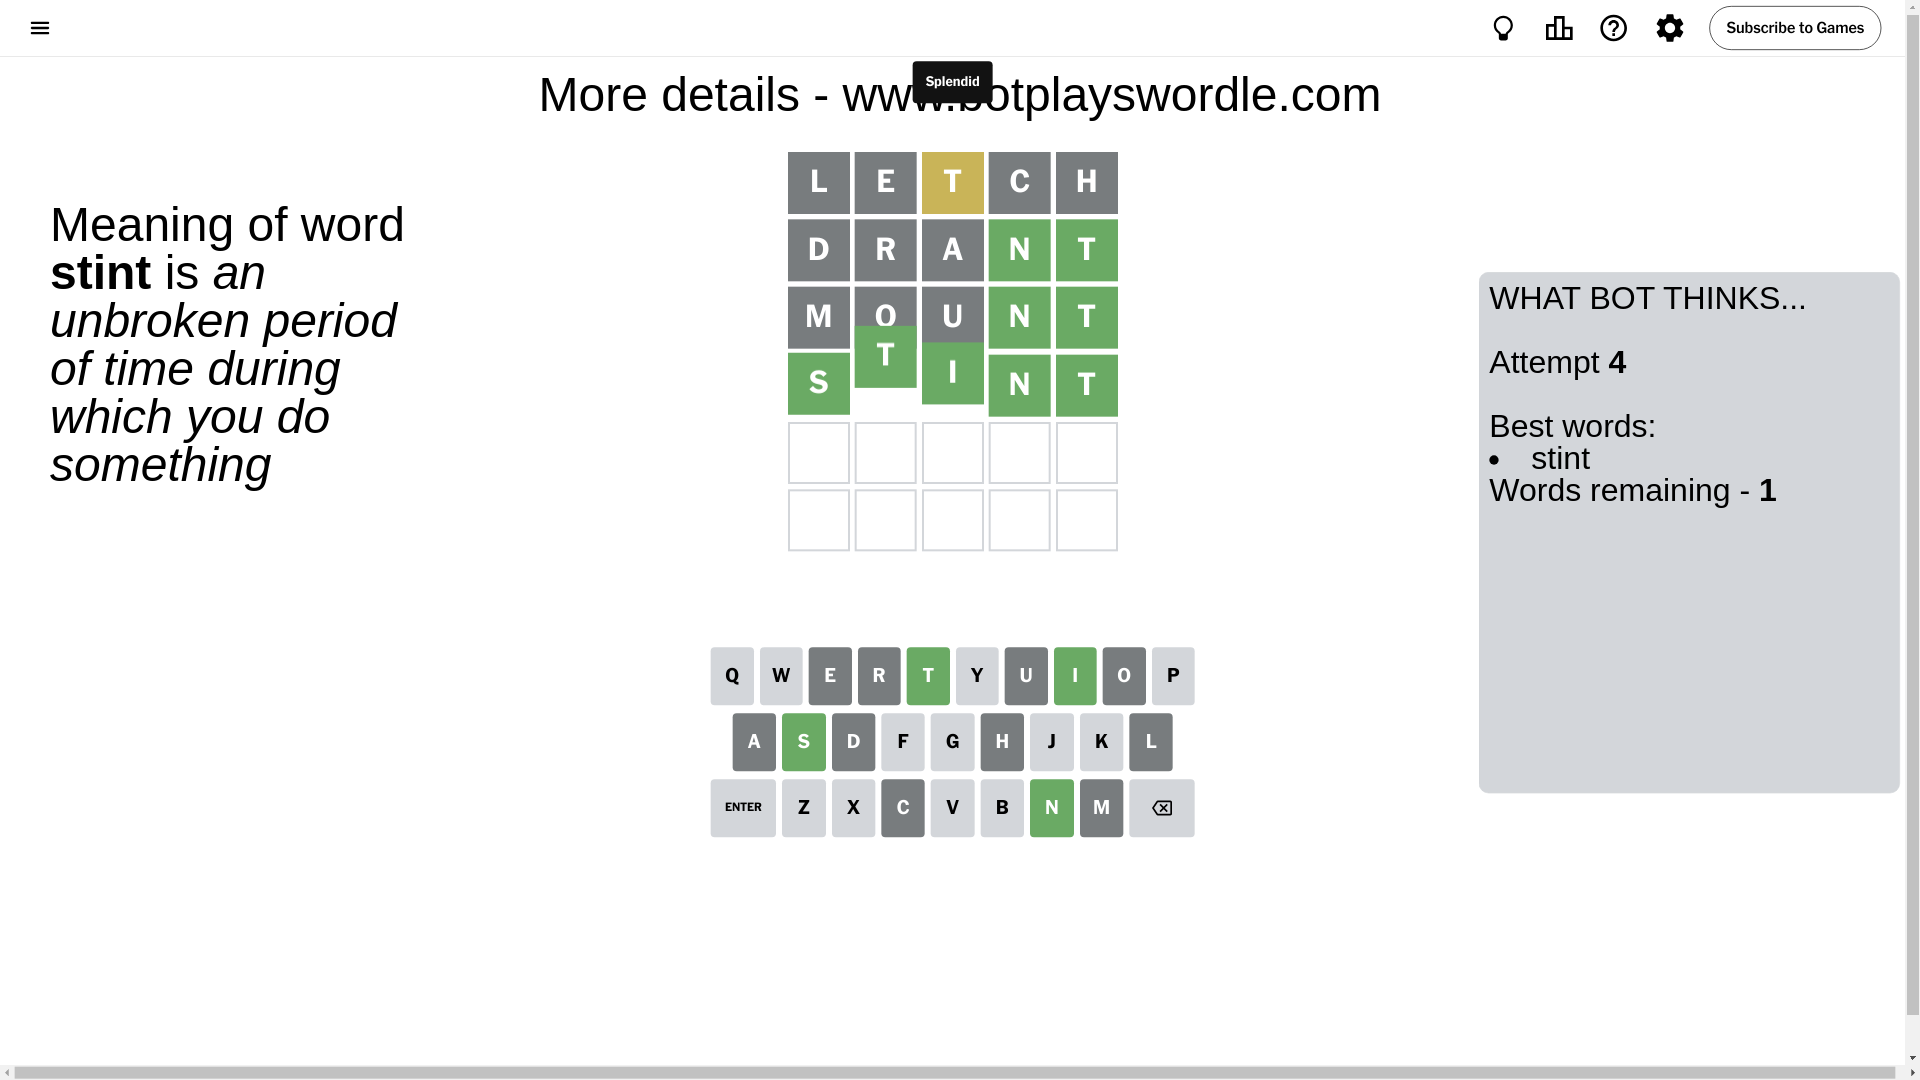 Subscribe to Games
Splendid
More details - www.botplayswordle.com
Meaning of word
stint is an
unbroken period
of time during
which you do
something
L E T C H
D R A N T
M O U N T
S T I N T
WHAT BOT THINKS...
Attempt 4
Best words:
• stint
Words remaining - 1
Q W E R T Y U I O P
A S D F G H J K L
ENTER Z X C V B N M